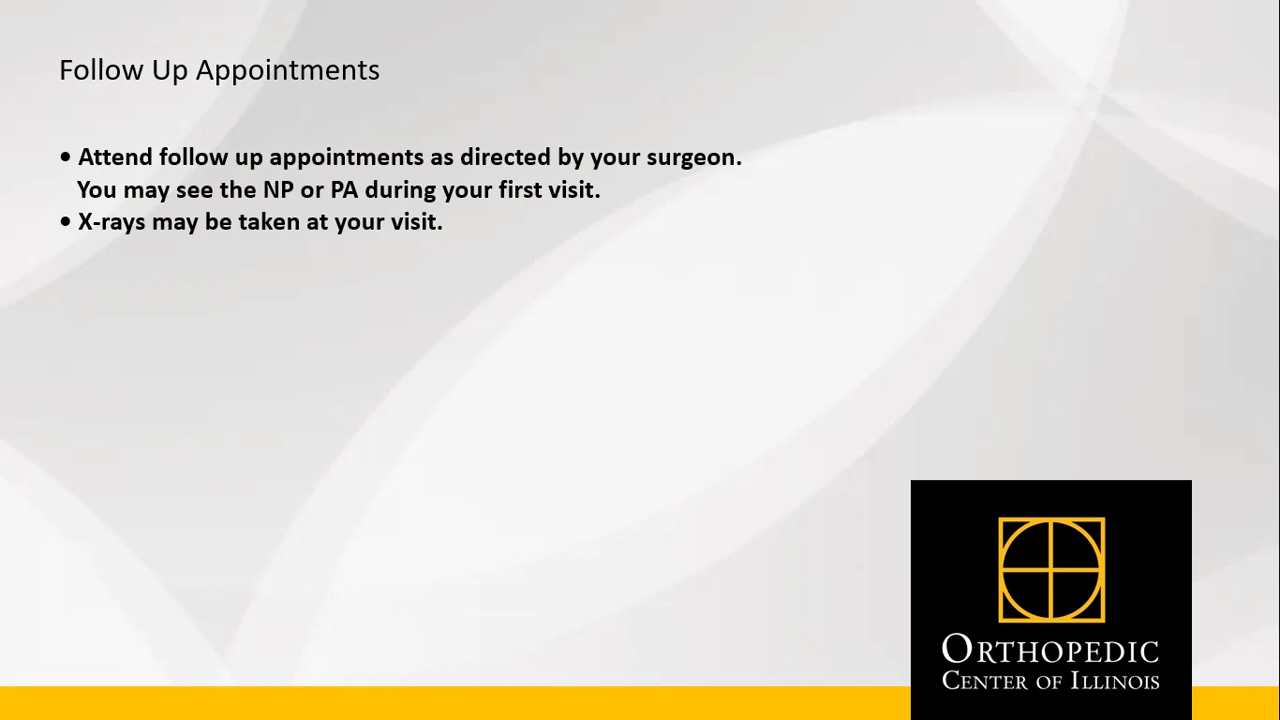 Follow Up Appointments
• Attend follow up appointments as directed by your surgeon.
You may see the NP or PA during your first visit.
• X-rays may be taken at your visit.
ORTHOPEDIC
CENTER OF ILLINOIS